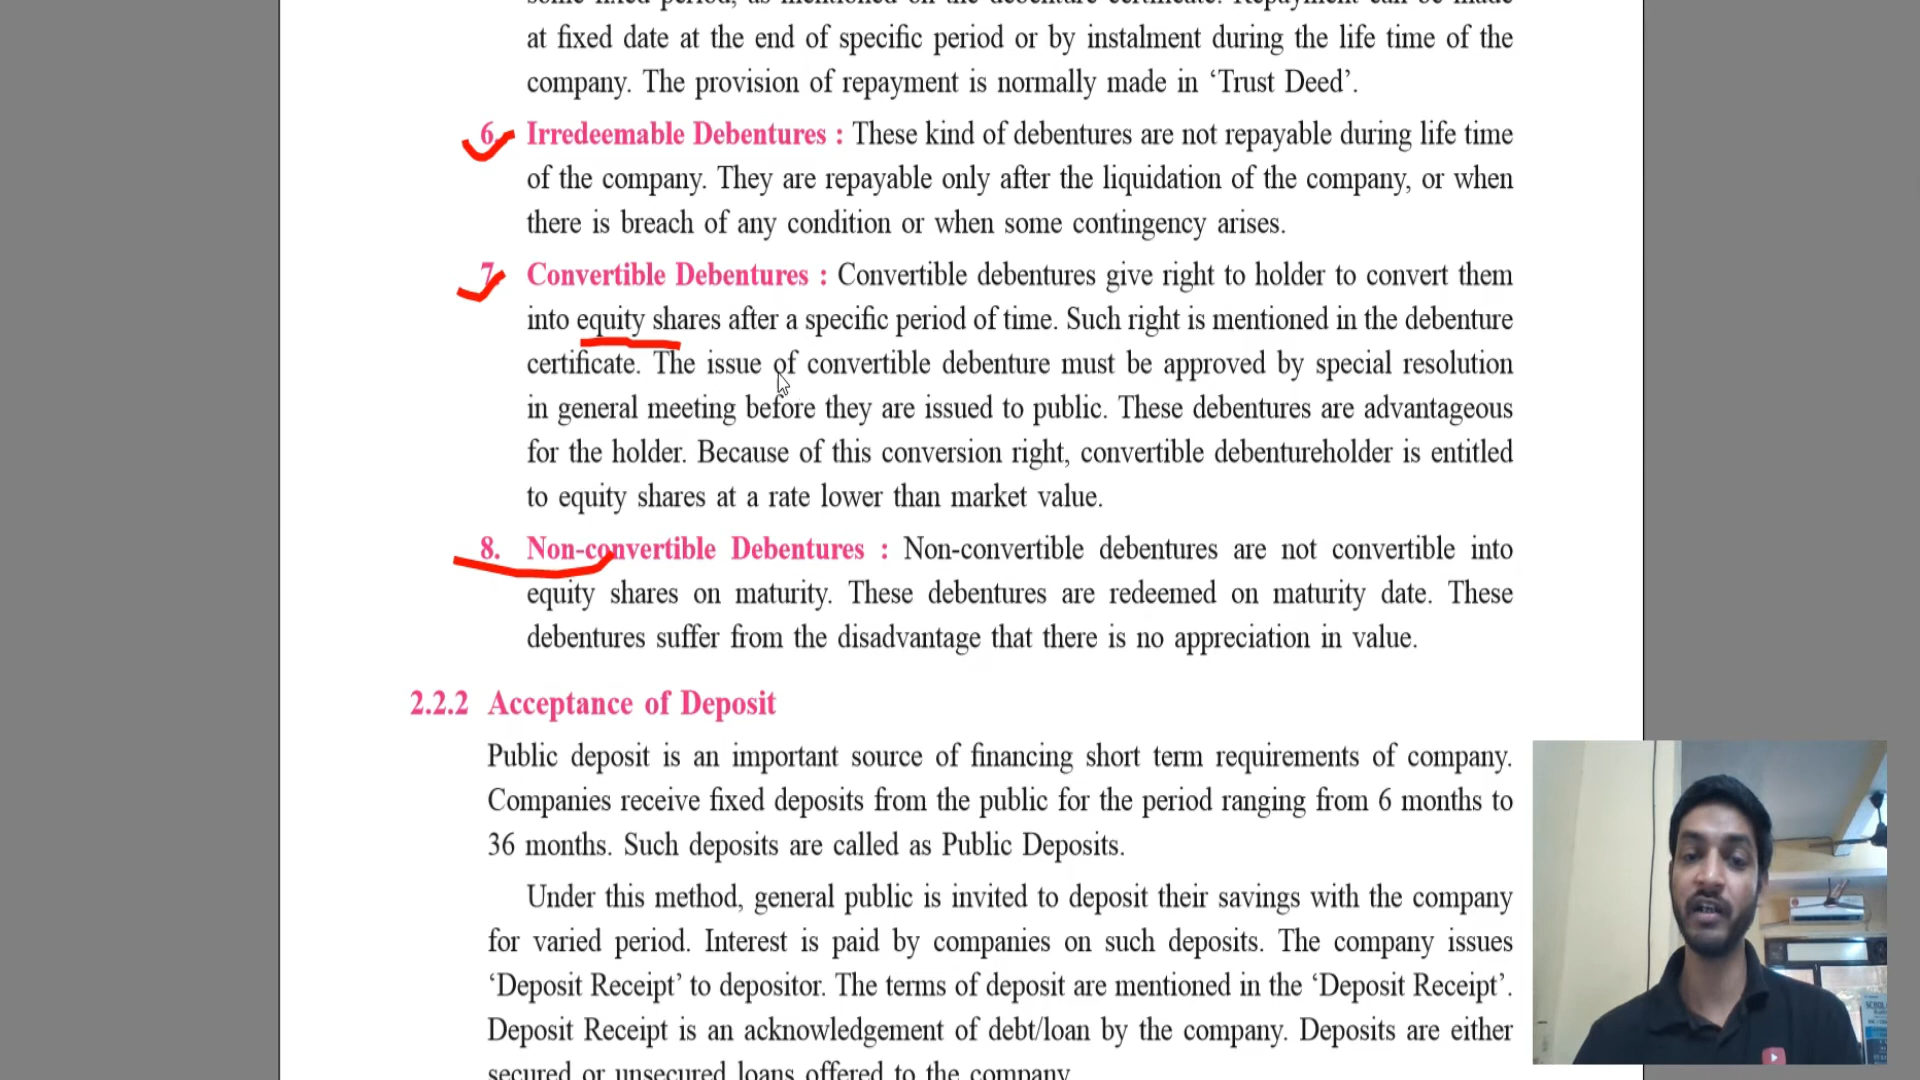 some fixed period, as mentioned on the debenture certificate. Repayment can be made
at fixed date at the end of specific period or by instalment during the life time of the
company. The provision of repayment is normally made in ‘Trust Deed’.
6. Irredeemable Debentures : These kind of debentures are not repayable during life time
of the company. They are repayable only after the liquidation of the company, or when
there is breach of any condition or when some contingency arises.
7. Convertible Debentures : Convertible debentures give right to holder to convert them
into equity shares after a specific period of time. Such right is mentioned in the debenture
certificate. The issue of convertible debenture must be approved by special resolution
in general meeting before they are issued to public. These debentures are advantageous
for the holder. Because of this conversion right, convertible debentureholder is entitled
to equity shares at a rate lower than market value.
8. Non-convertible Debentures : Non-convertible debentures are not convertible into
equity shares on maturity. These debentures are redeemed on maturity date. These
debentures suffer from the disadvantage that there is no appreciation in value.
2.2.2 Acceptance of Deposit
Public deposit is an important source of financing short term requirements of company.
Companies receive fixed deposits from the public for the period ranging from 6 months to
36 months. Such deposits are called as Public Deposits.
Under this method, general public is invited to deposit their savings with the company
for varied period. Interest is paid by companies on such deposits. The company issues
‘Deposit Receipt’ to depositor. The terms of deposit are mentioned in the ‘Deposit Receipt’.
Deposit Receipt is an acknowledgement of debt/loan by the company. Deposits are either
secured or unsecured loans offered to the company